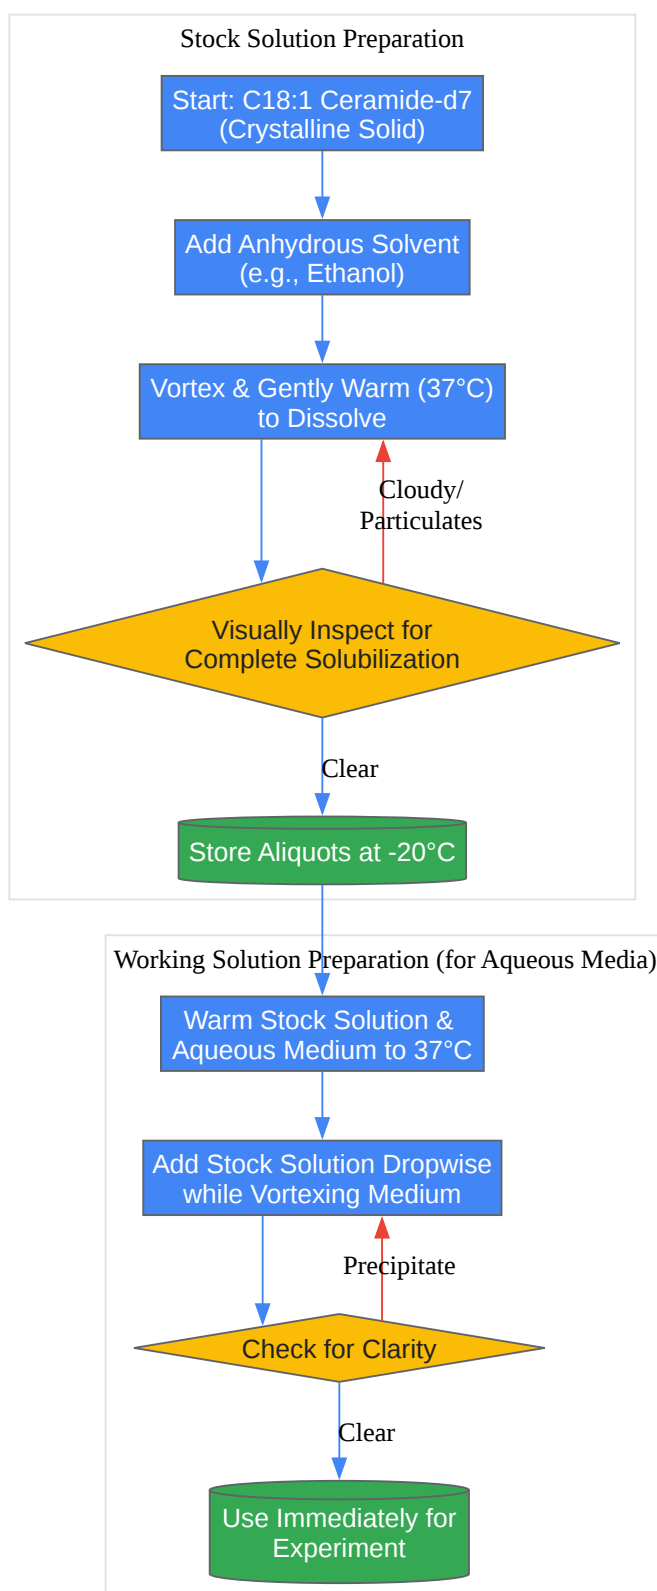 Stock Solution Preparation
Start: C18:1 Ceramide-d7
(Crystalline Solid)
Add Anhydrous Solvent
(e.g., Ethanol)
Vortex & Gently Warm (37°C)
to Dissolve
Cloudy/
Particulates
Visually Inspect for
Complete Solubilization
Clear
Store Aliquots at -20°C
Working Solution Preparation (for Aqueous Media)
Warm Stock Solution &
Aqueous Medium to 37°C
Add Stock Solution Dropwise
while Vortexing Medium
Precipitate
Check for Clarity
Clear
Use Immediately for
Experiment